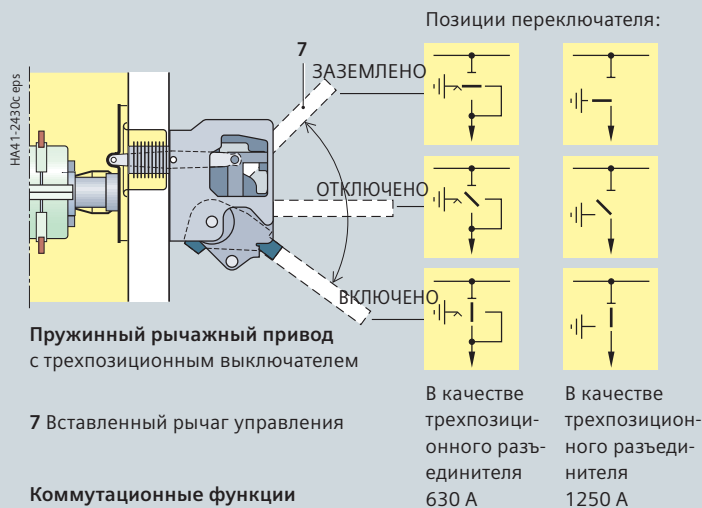 Позиции переключателя:
7
ЗАЗЕМЛЕНО
HA41-2430c eps
ОТКЛЮЧЕНО
ВКЛЮЧЕНО
Пружинный рычажный привод
с трехпозиционным выключателем
7 Вставленный рычаг управления
Коммутационные функции
В качестве
трехпозици-
онного разъ-
единителя
630 А
В качестве
трехпозицион-
ного разъеди-
нителя
1250 А